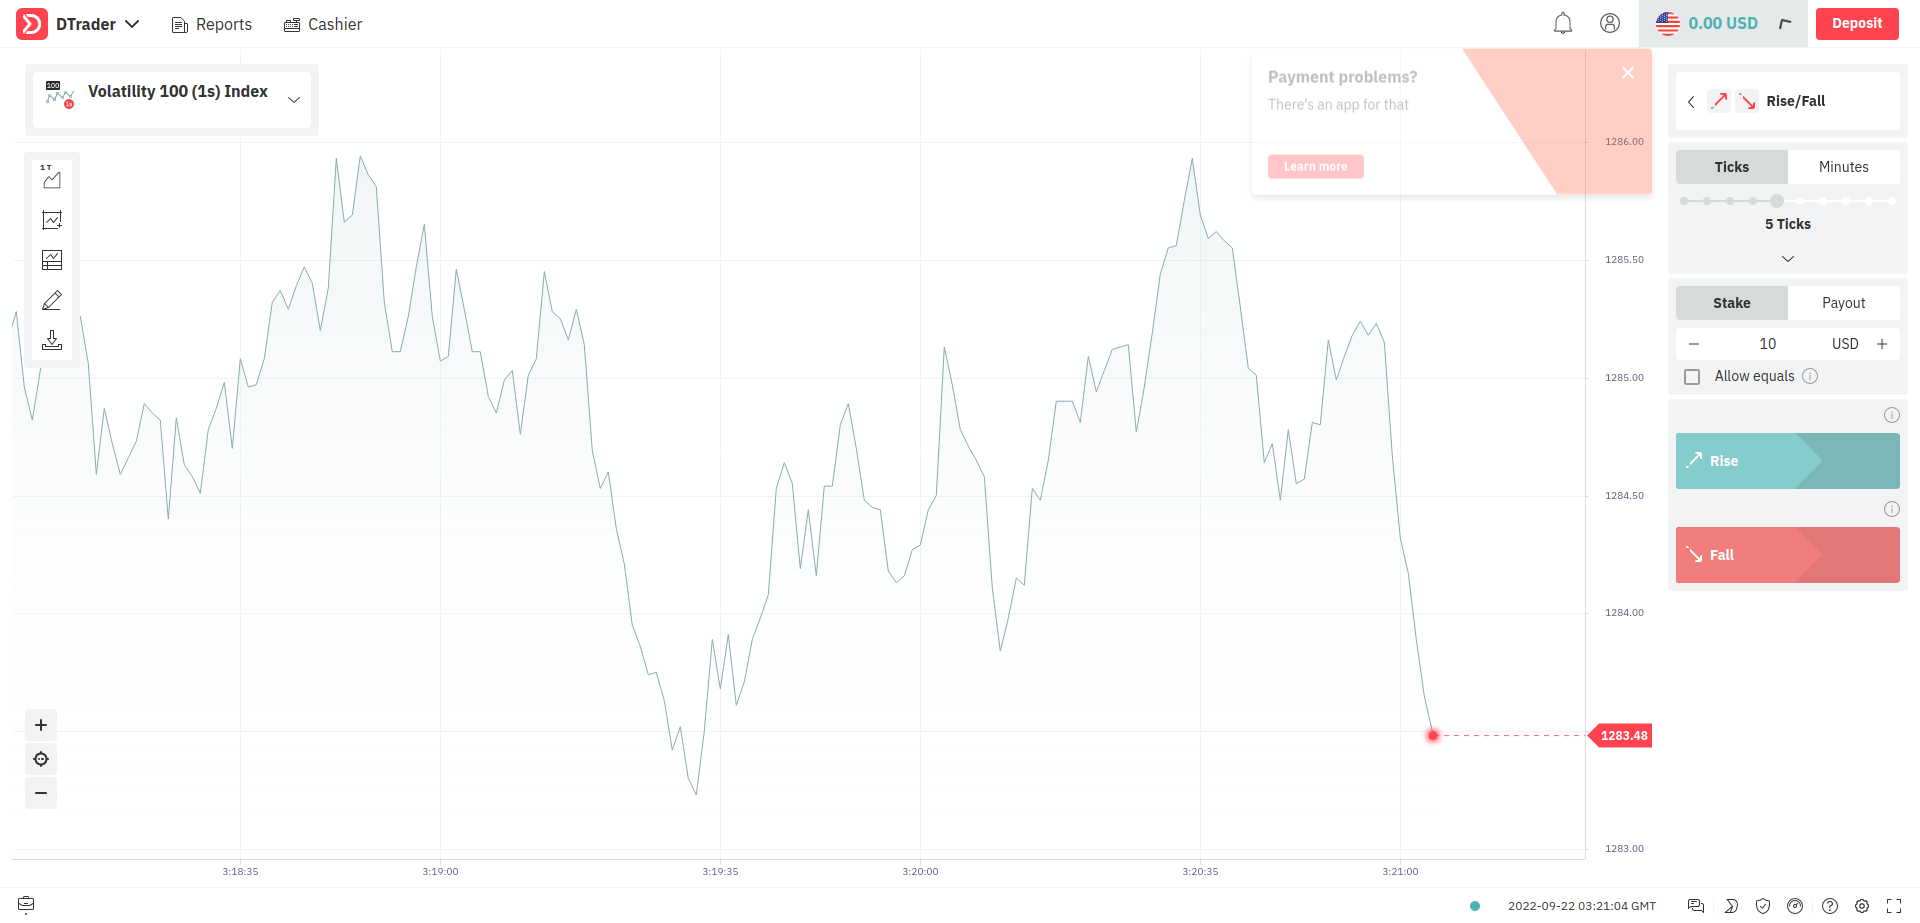 DTrader
Reports
Cashier
0.00 USD
Deposit
100
1s
Volatility 100 (1s) Index
1 T
Payment problems?
There's an app for that
Learn more
1286.00
1285.50
1285.00
1284.50
1284.00
1283.48
1283.00
3:18:35
3:19:00
3:19:35
3:20:00
3:20:35
3:21:00
Rise/Fall
Ticks
Minutes
5 Ticks
Stake
Payout
10
USD
Allow equals
Rise
Fall
2022-09-22 03:21:04 GMT